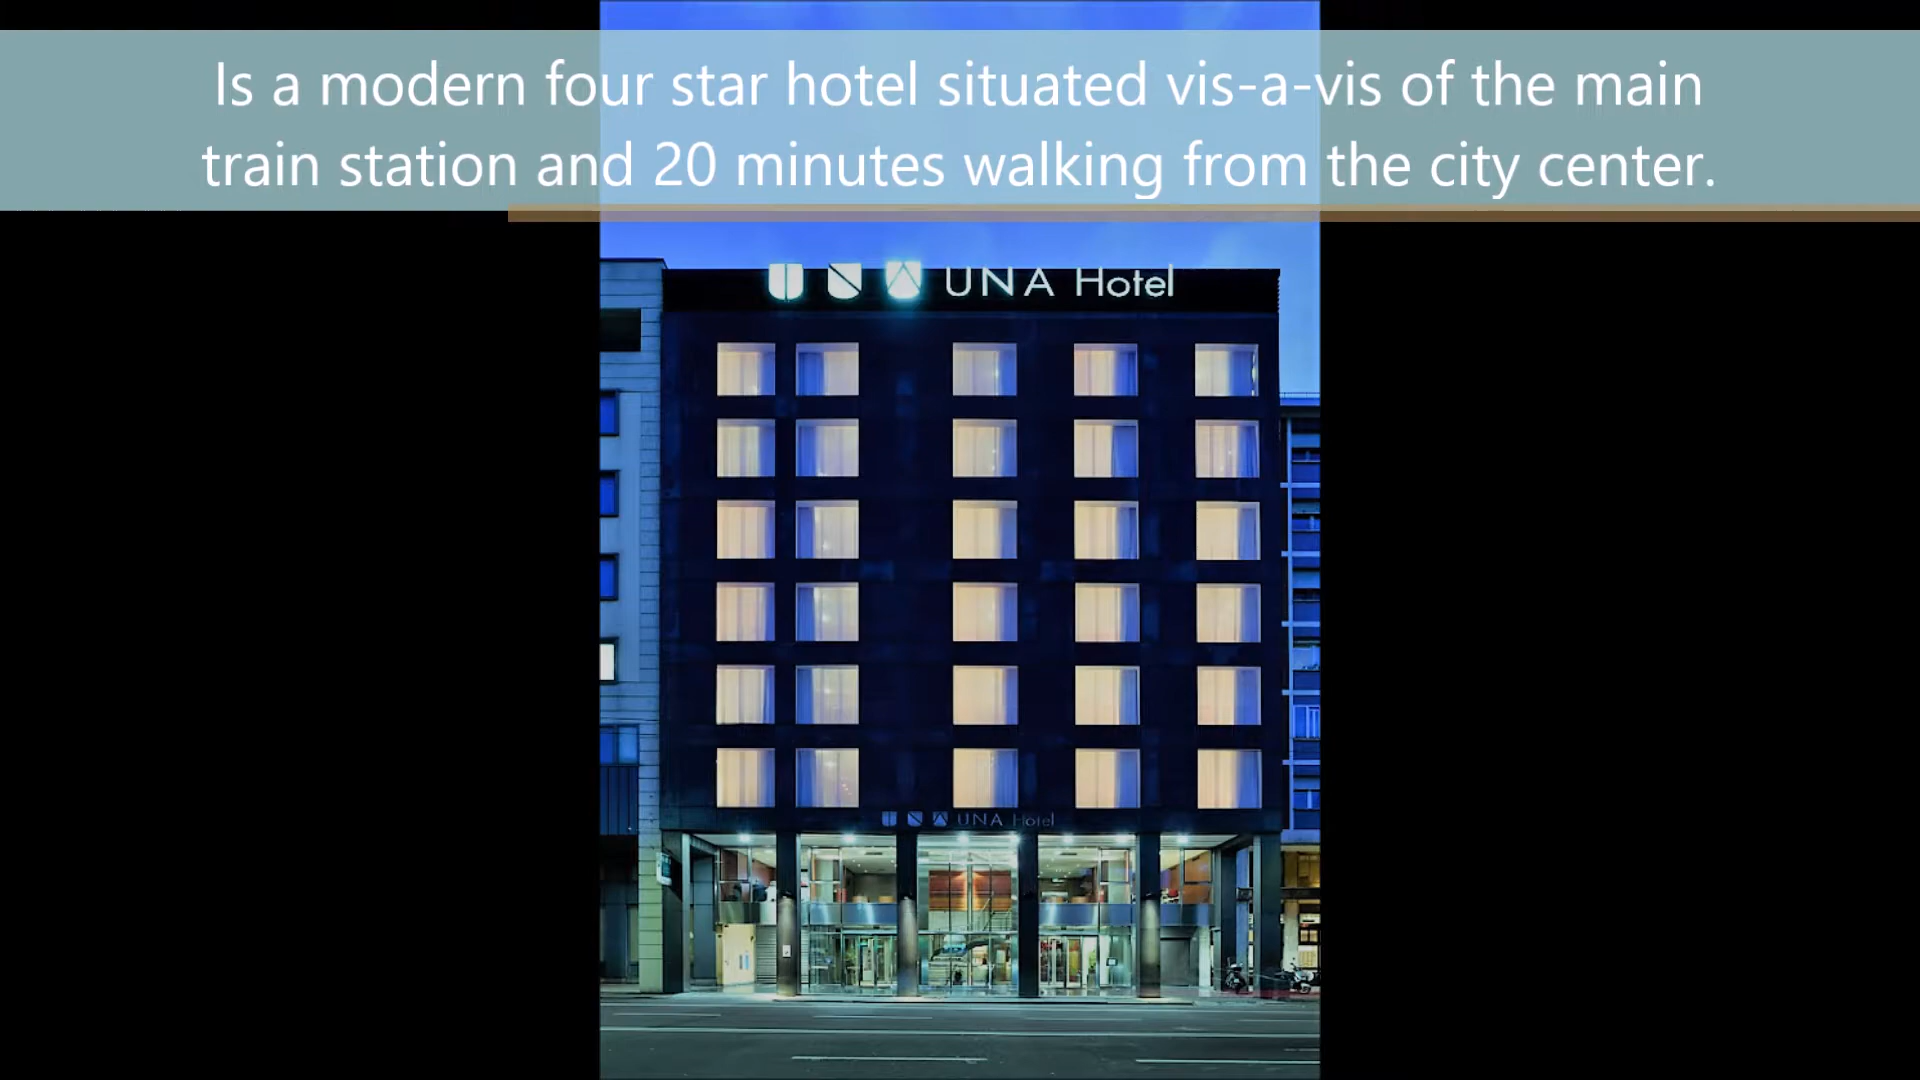 Is a modern four star hotel situated vis-a-vis of the main
train station and 20 minutes walking from the city center.
UNA Hotel
UNA Hotel